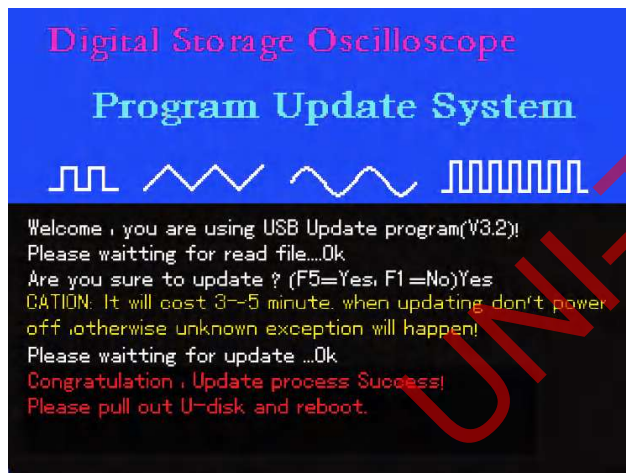 Digital Storage Oscilloscope
Program Update System
Welcome , you are using USB Update program(V3.2)!
Please waitting for read file....Ok
Are you sure to update ? (F5=Yes, F1=No)Yes
CATION: It will cost 3--5 minute. when updating don't power
off ,otherwise unknown exception will happen!
Please waitting for update ...Ok
Congratulation , Update process Success!
Please pull out U-disk and reboot.
UNI-